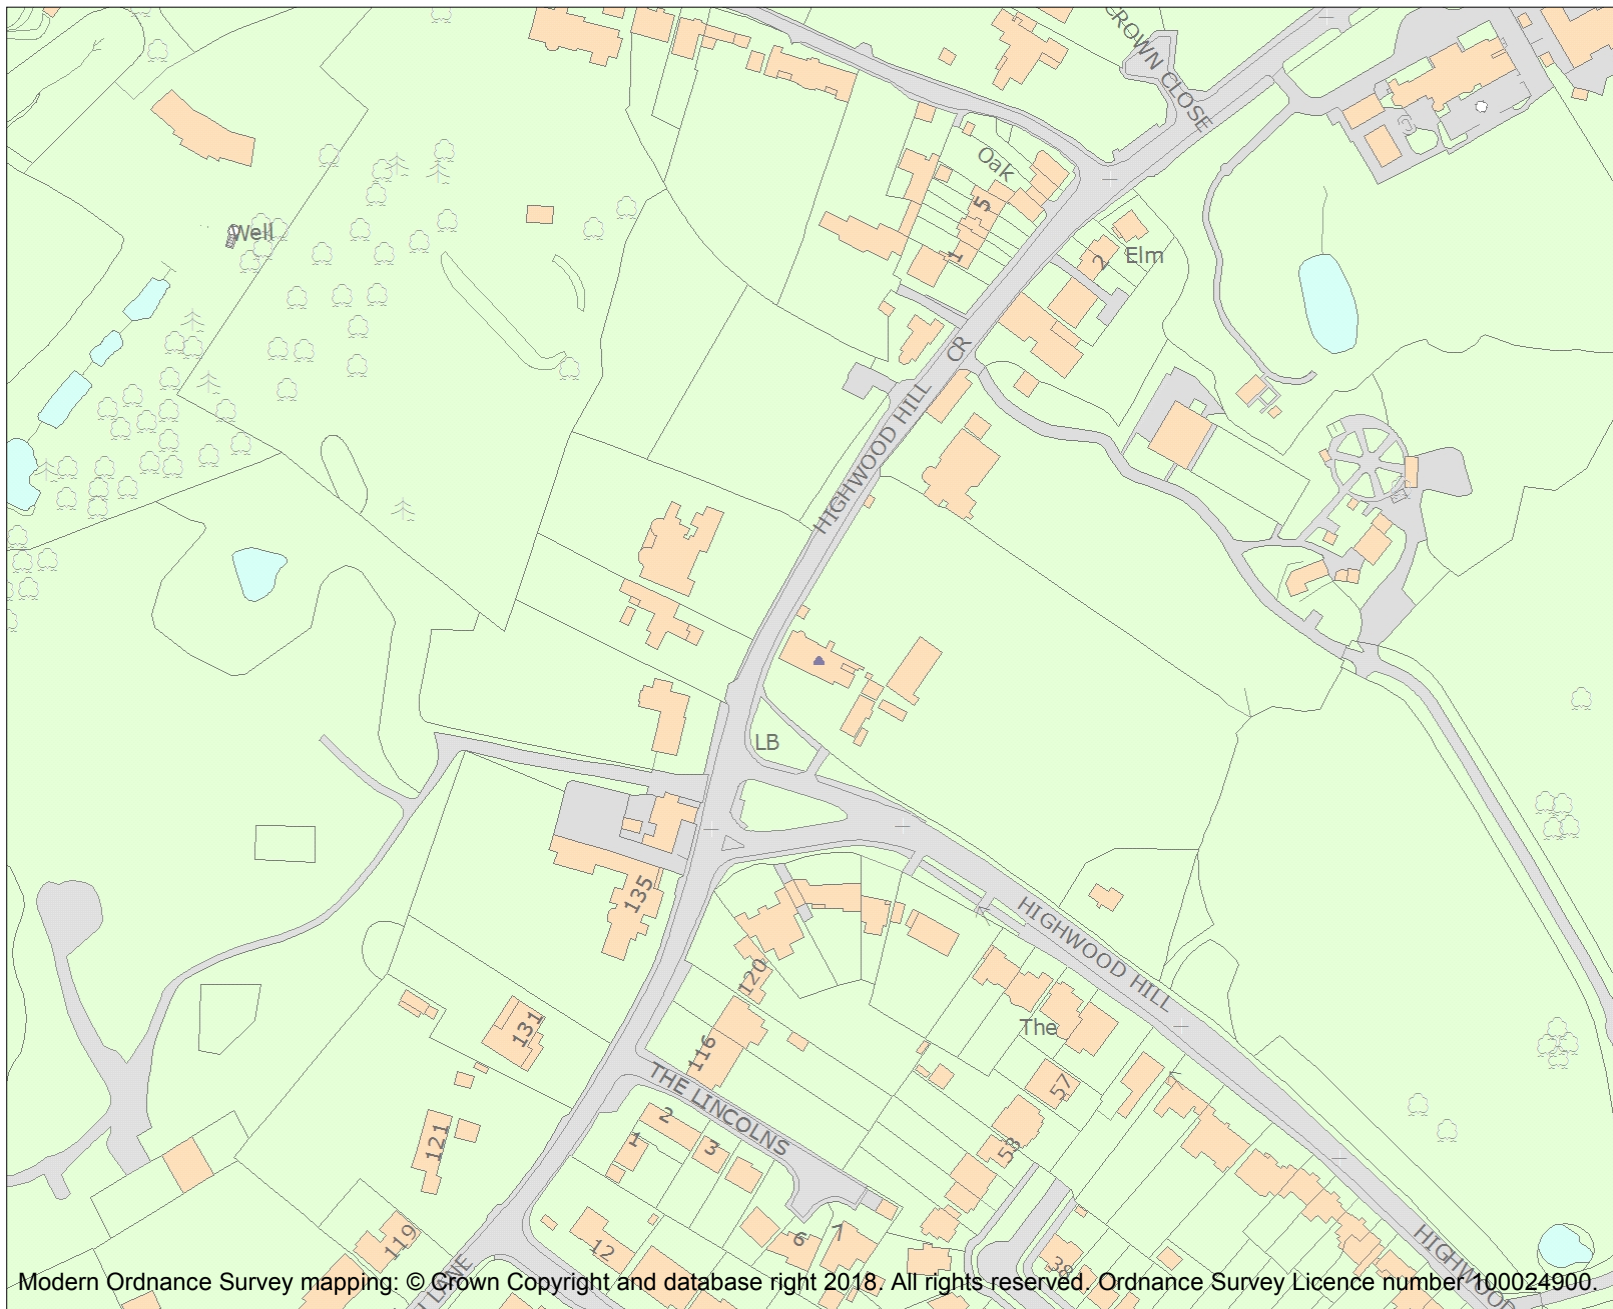 CROWN CLOSE
Oak
5
Well
1
2
Elm
HIGHWOOD HILL
CR
LB
135
HIGHWOOD HILL
120
The
131
116
57
THE LINCOLNS
2
1
3
121
58
7
6
119
12
38
LANE
HIGHWOOD
Modern Ordnance Survey mapping: © Crown Copyright and database right 2018. All rights reserved. Ordnance Survey Licence number 100024900.